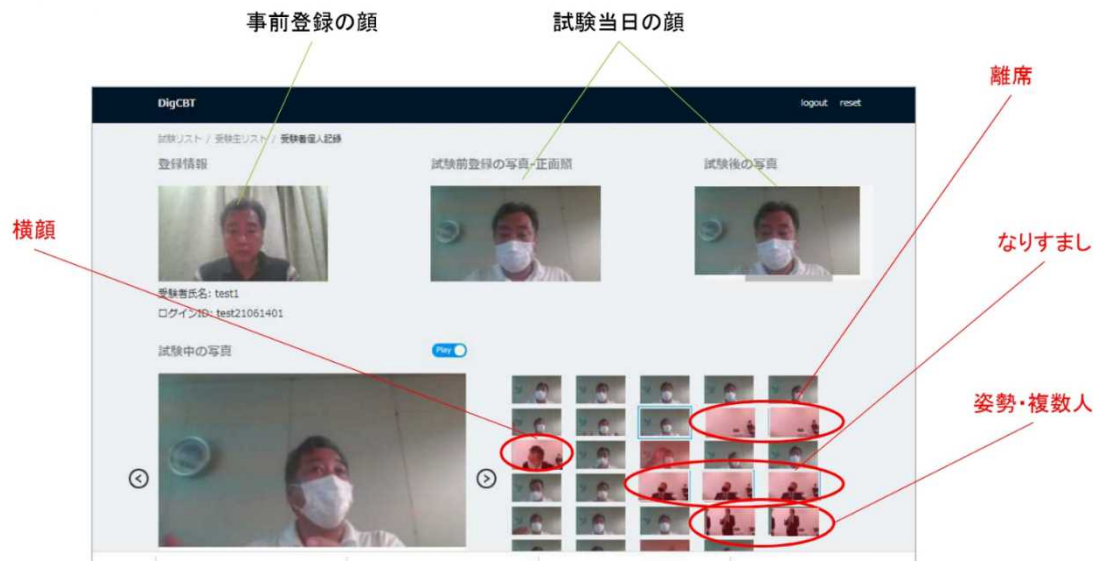 事前登録の顔
試験当日の顔
離席
DigCBT
logout reset
試験リスト / 受験生リスト / 受験者個人記録
登録情報
試験前登録の写真-正面照
試験後の写真
横顔
なりすまし
受験者氏名: test1
ログインID: test21061401
試験中の写真
Play
姿勢・複数人